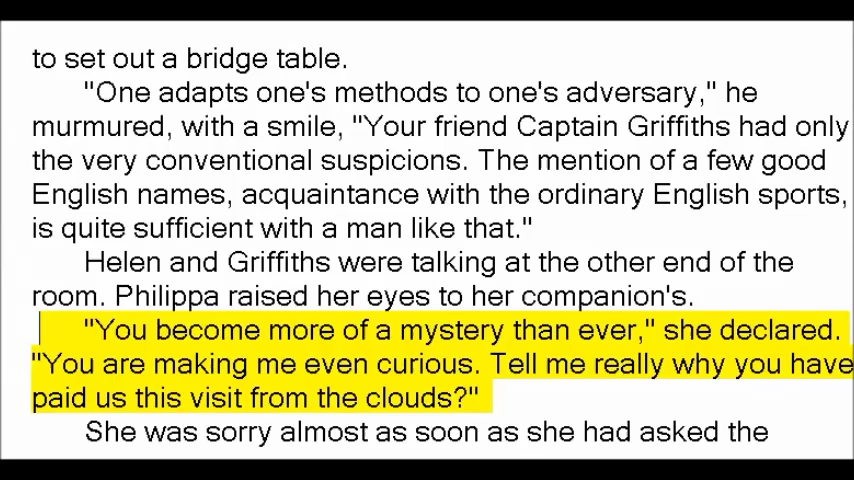 to set out a bridge table.
"One adapts one's methods to one's adversary," he
murmured, with a smile, "Your friend Captain Griffiths had only
the very conventional suspicions. The mention of a few good
English names, acquaintance with the ordinary English sports,
is quite sufficient with a man like that."
Helen and Griffiths were talking at the other end of the
room. Philippa raised her eyes to her companion's.
"You become more of a mystery than ever," she declared.
"You are making me even curious. Tell me really why you have
paid us this visit from the clouds?"
She was sorry almost as soon as she had asked the